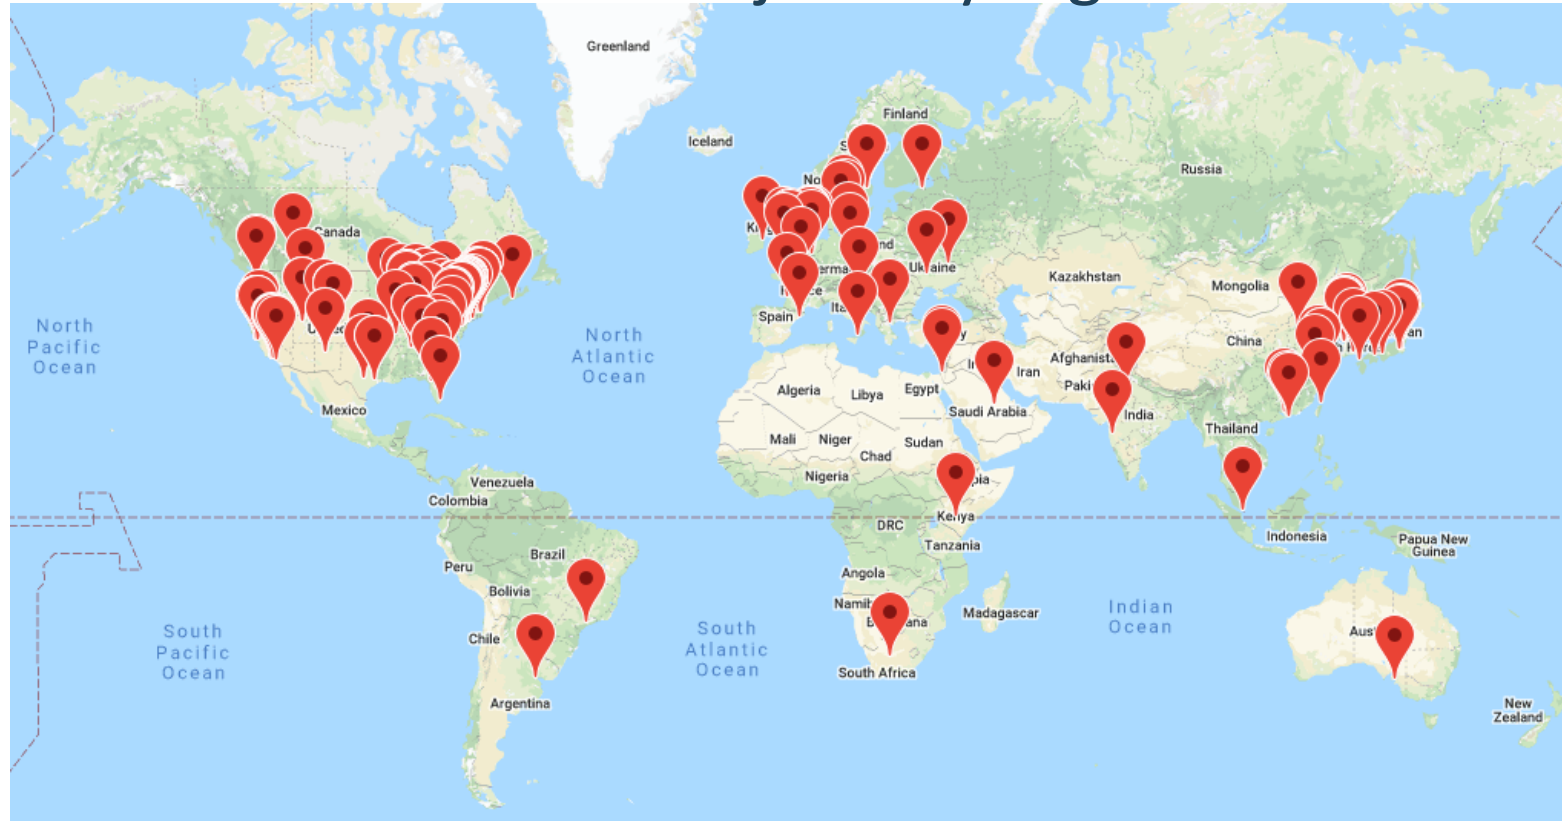 Greenland
Finland
Iceland
Russia
Canada
Ukraine
Kazakhstan
Mongolia
North
Pacific
Ocean
North
Atlantic
Ocean
Spain
China
Iran
Algeria
Libya
Egypt
Saudi Arabia
India
Mexico
Mali
Niger
Sudan
Chad
Thailand
Nigeria
Venezuela
Colombia
Kenya
DRC
Indonesia
Papua New
Guinea
Tanzania
Brazil
Peru
Angola
Bolivia
Madagascar
Indian
Ocean
South
Pacific
Ocean
Chile
South
Atlantic
Ocean
South Africa
Argentina
New
Zealand